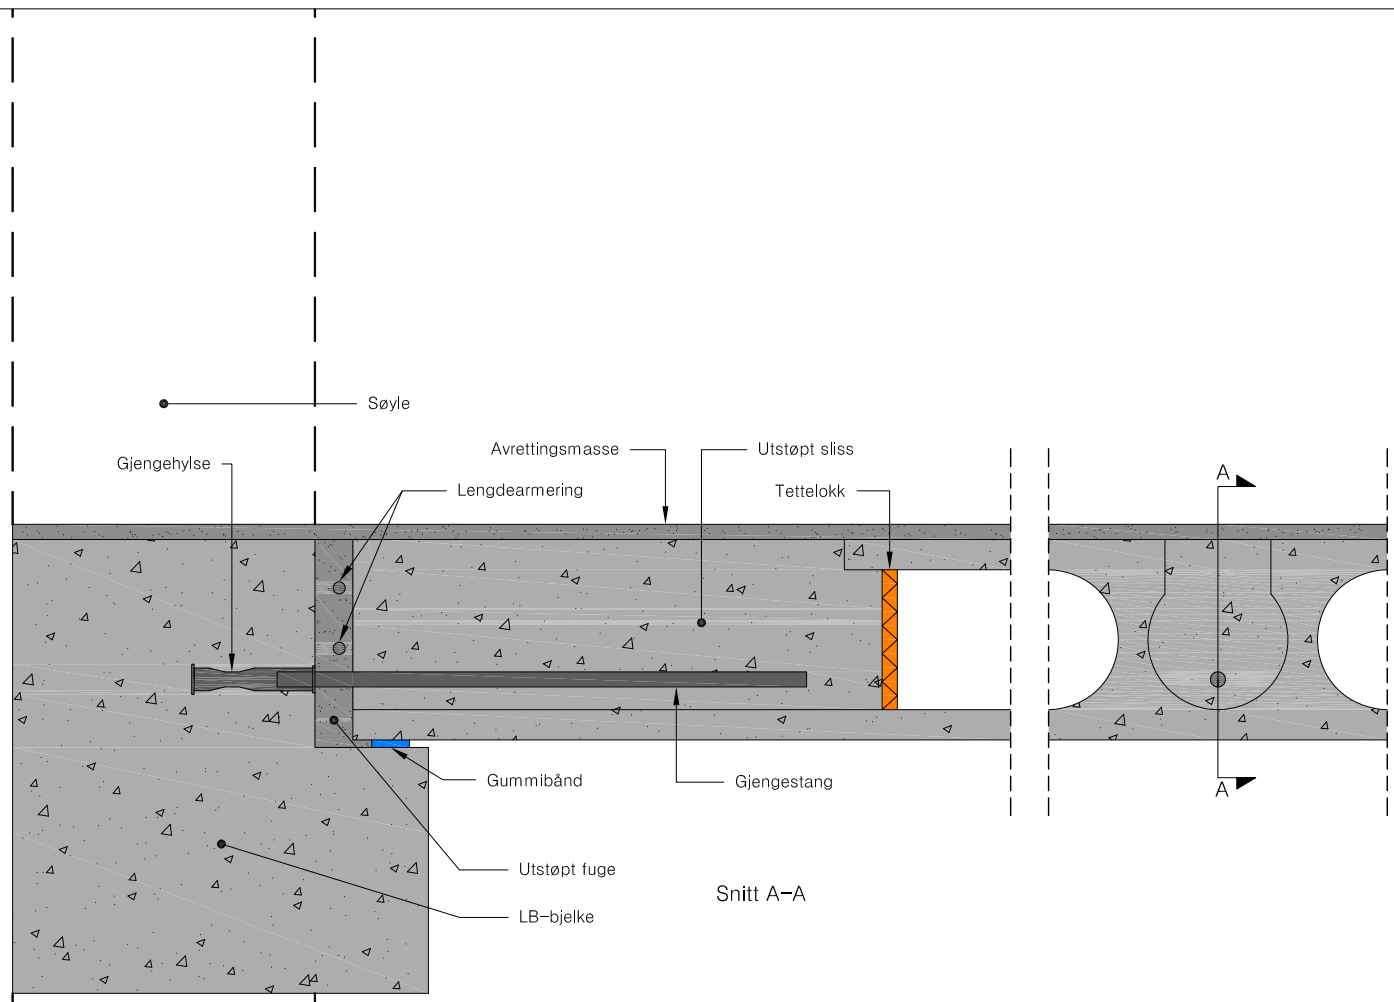 Søyle
Avrettingsmasse
Utstøpt sliss
Gjengehylse
Lengdearmering
Tettelokk
A
Gummibånd
Gjengestang
A
Utstøpt fuge
Snitt A-A
LB-bjelke